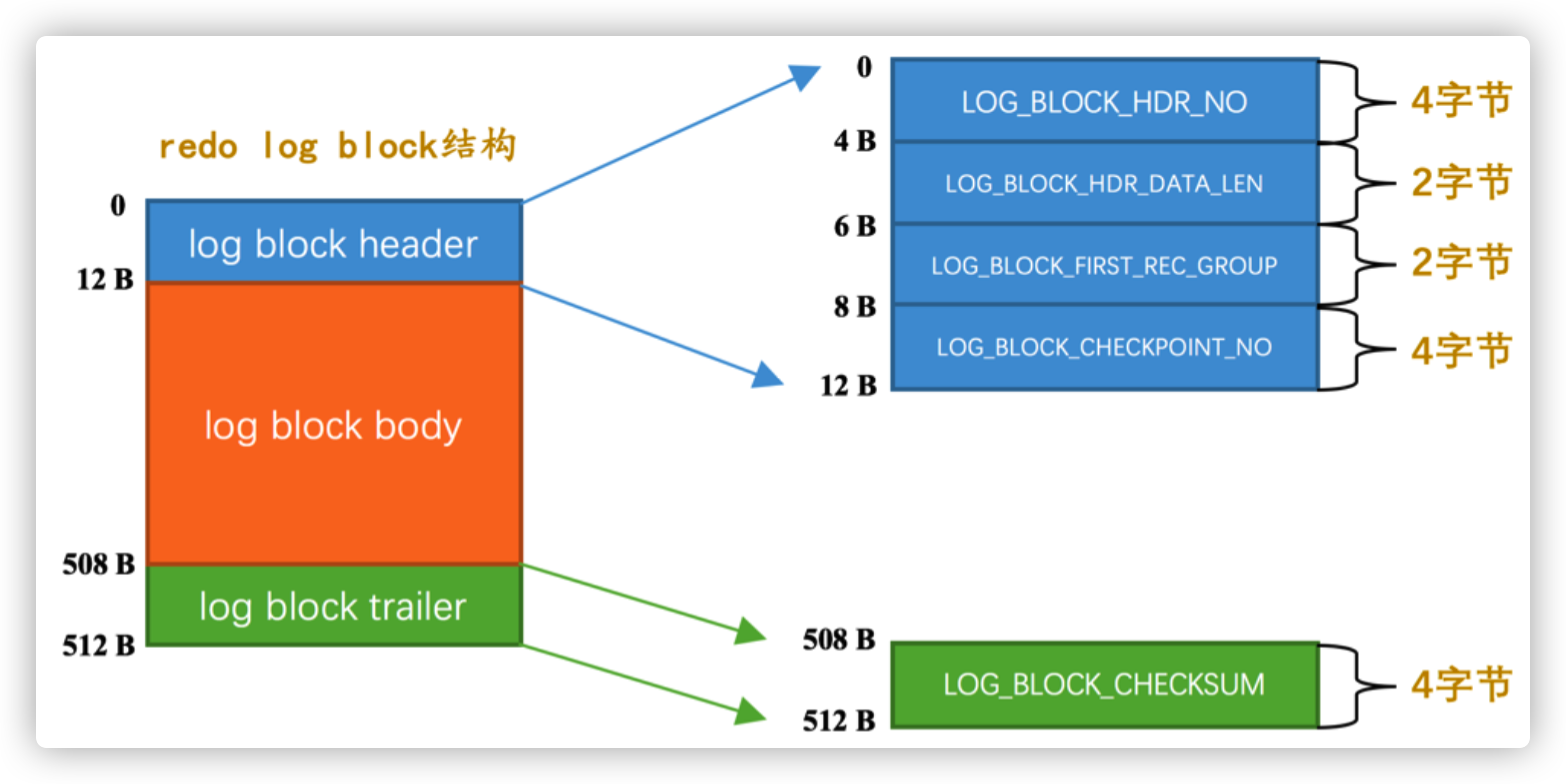 redo log block结构
0
log block header
12 B
log block body
508 B
log block trailer
512 B
0
LOG_BLOCK_HDR_NO
4字节
4 B
LOG_BLOCK_HDR_DATA_LEN
2字节
6 B
LOG_BLOCK_FIRST_REC_GROUP
2字节
8 B
LOG_BLOCK_CHECKPOINT_NO
4字节
12 B
508 B
LOG_BLOCK_CHECKSUM
4字节
512 B